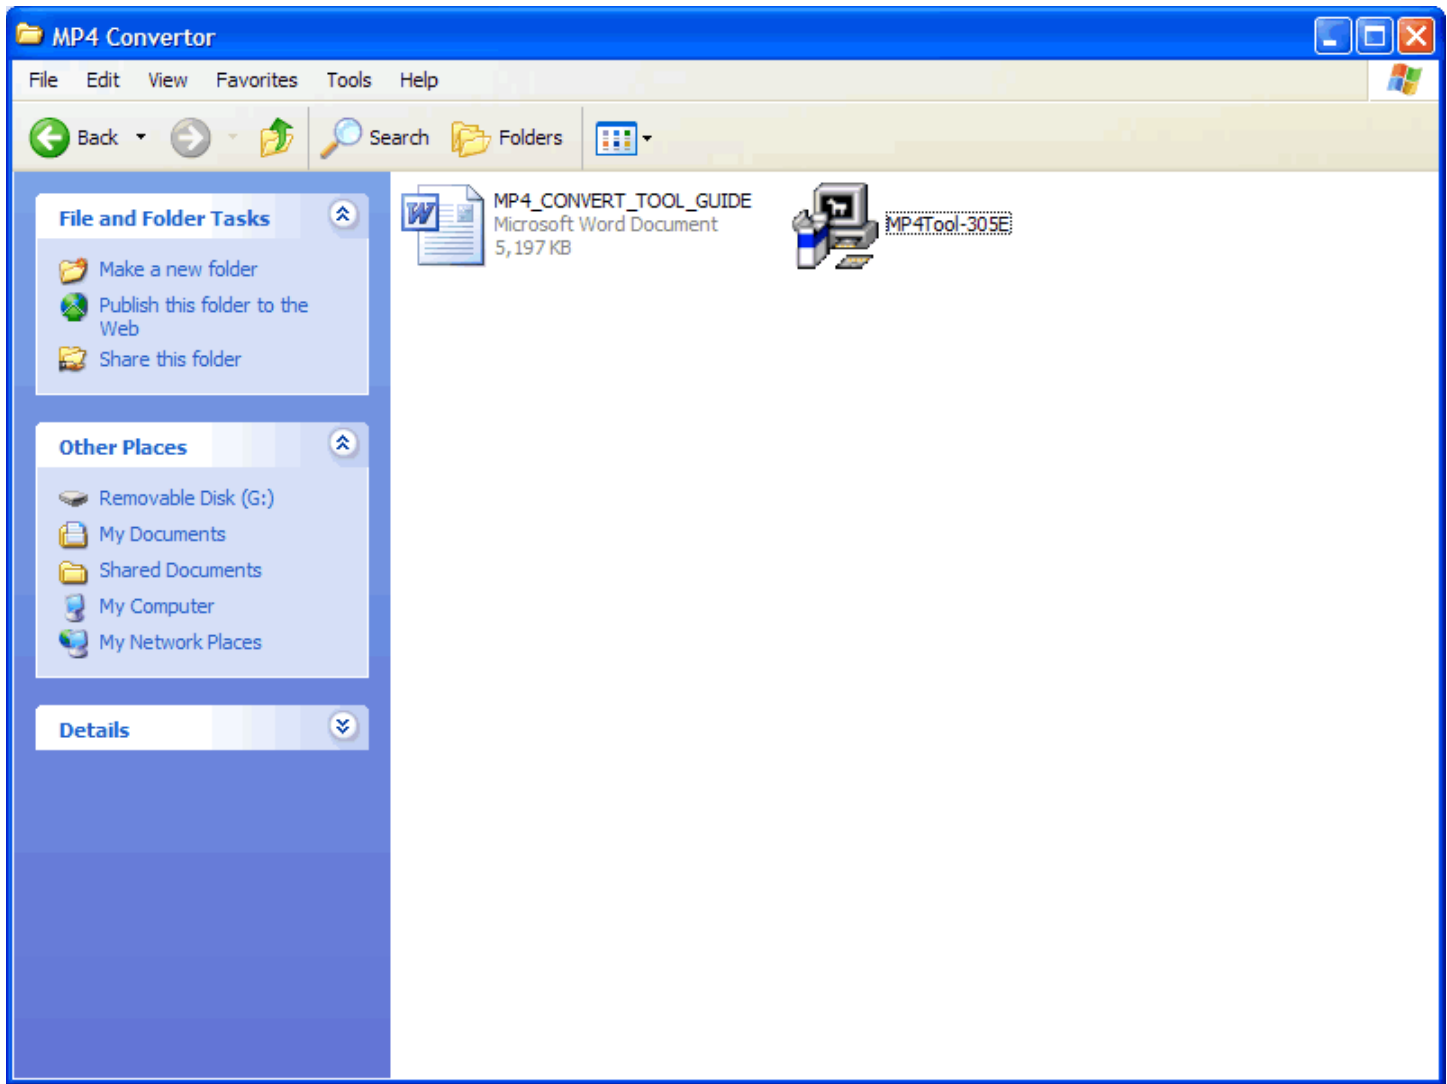 MP4 Convertor
File Edit View Favorites Tools Help
Back Search Folders
File and Folder Tasks
Make a new folder
Publish this folder to the
Web
Share this folder
Other Places
Removable Disk (G:)
My Documents
Shared Documents
My Computer
My Network Places
Details
MP4_CONVERT_TOOL_GUIDE
Microsoft Word Document
5,197 KB
MP4Tool-305E